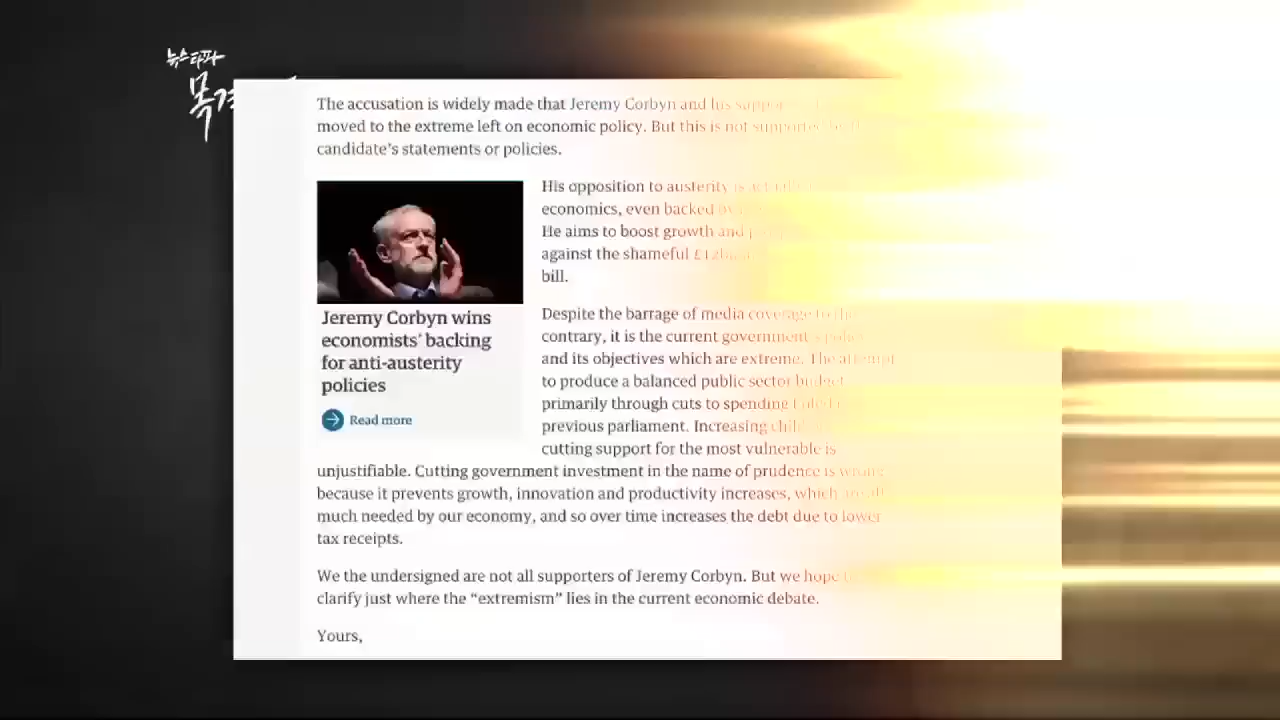 뉴스타파
목격
The accusation is widely made that Jeremy Corbyn and his
moved to the extreme left on economic policy. But this is not supported
candidate's statements or policies.
His opposition to austerity is
economics, even backed
He aims to boost growth and
against the shameful
bill.
Jeremy Corbyn wins
economists' backing
for anti-austerity
policies
Read more
Despite the barrage of media coverage to the
contrary, it is the current government's
and its objectives which are extreme. The attempt
to produce a balanced public sector budget
primarily through cuts to spending
previous parliament. Increasing
cutting support for the most vulnerable is
unjustifiable. Cutting government investment in the name of prudence is wrong
because it prevents growth, innovation and productivity increases, which are all
much needed by our economy, and so over time increases the debt due to lower
tax receipts.
We the undersigned are not all supporters of Jeremy Corbyn. But we hope
clarify just where the “extremism” lies in the current economic debate.
Yours,